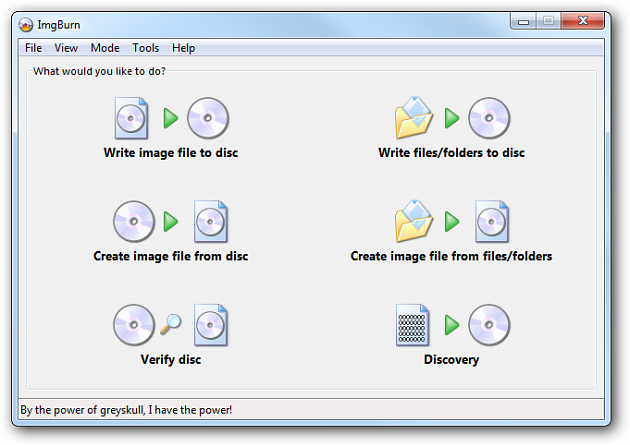 ImgBurn
File View Mode Tools Help
What would you like to do?
Write image file to disc
Write files/folders to disc
Create image file from disc
Create image file from files/folders
Verify disc
Discovery
By the power of greyskull, I have the power!